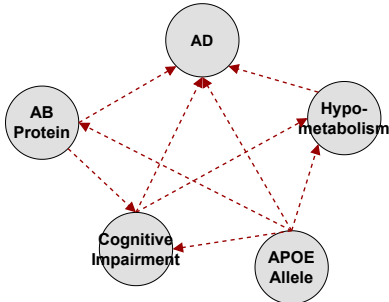 AD
AB
Protein
Hypo-
metabolism
Cognitive
Impairment
APOE
Allele